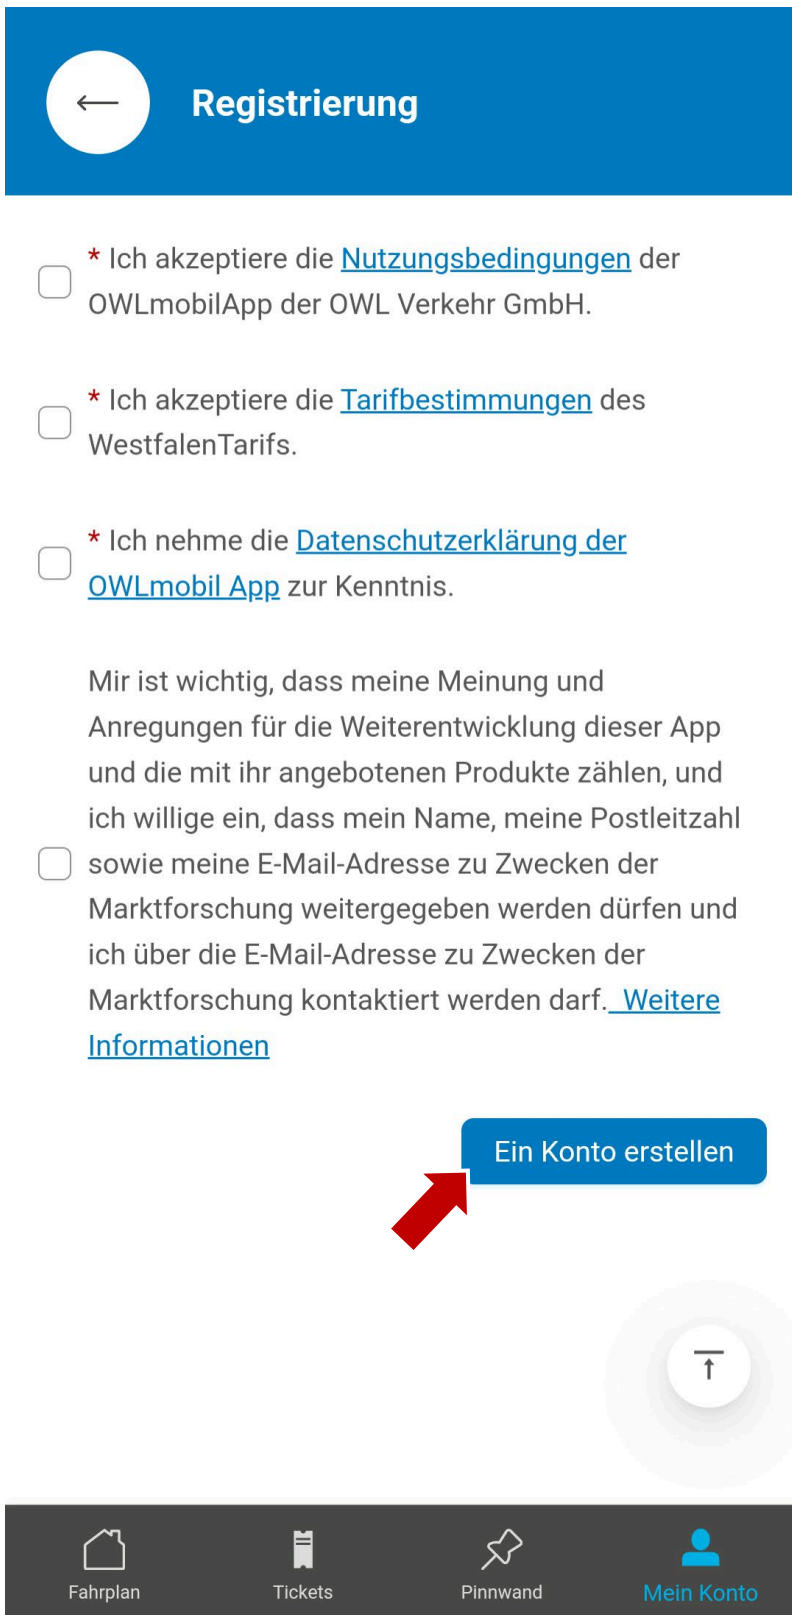 Registrierung
* Ich akzeptiere die Nutzungsbedingungen der
OWLmobilApp der OWL Verkehr GmbH.
* Ich akzeptiere die Tarifbestimmungen des
WestfalenTarifs.
* Ich nehme die Datenschutzerklärung der
OWLmobil App zur Kenntnis.
Mir ist wichtig, dass meine Meinung und
Anregungen für die Weiterentwicklung dieser App
und die mit ihr angebotenen Produkte zählen, und
ich willige ein, dass mein Name, meine Postleitzahl
sowie meine E-Mail-Adresse zu Zwecken der
Marktforschung weitergegeben werden dürfen und
ich über die E-Mail-Adresse zu Zwecken der
Marktforschung kontaktiert werden darf. Weitere
Informationen
Ein Konto erstellen
Fahrplan Tickets Pinnwand Mein Konto